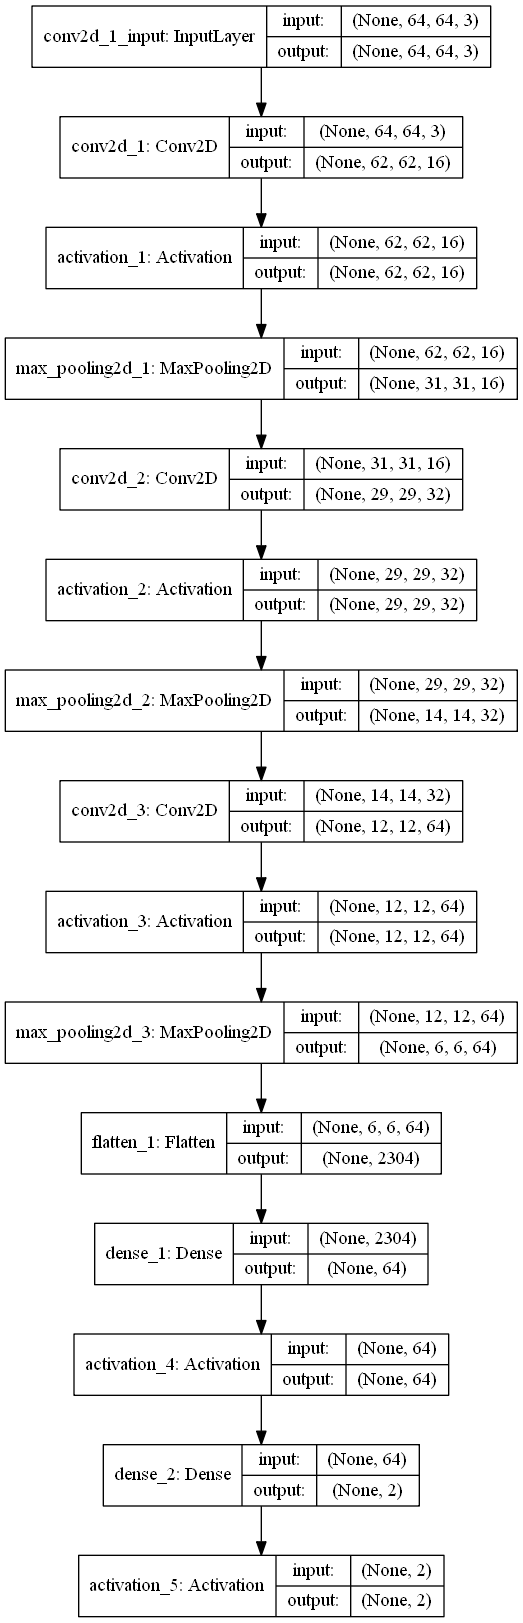 conv2d_1_input: InputLayer
input: (None, 64, 64, 3)
output: (None, 64, 64, 3)
conv2d_1: Conv2D
input: (None, 64, 64, 3)
output: (None, 62, 62, 16)
activation_1: Activation
input: (None, 62, 62, 16)
output: (None, 62, 62, 16)
max_pooling2d_1: MaxPooling2D
input: (None, 62, 62, 16)
output: (None, 31, 31, 16)
conv2d_2: Conv2D
input: (None, 31, 31, 16)
output: (None, 29, 29, 32)
activation_2: Activation
input: (None, 29, 29, 32)
output: (None, 29, 29, 32)
max_pooling2d_2: MaxPooling2D
input: (None, 29, 29, 32)
output: (None, 14, 14, 32)
conv2d_3: Conv2D
input: (None, 14, 14, 32)
output: (None, 12, 12, 64)
activation_3: Activation
input: (None, 12, 12, 64)
output: (None, 12, 12, 64)
max_pooling2d_3: MaxPooling2D
input: (None, 12, 12, 64)
output: (None, 6, 6, 64)
flatten_1: Flatten
input: (None, 6, 6, 64)
output: (None, 2304)
dense_1: Dense
input: (None, 2304)
output: (None, 64)
activation_4: Activation
input: (None, 64)
output: (None, 64)
dense_2: Dense
input: (None, 64)
output: (None, 2)
activation_5: Activation
input: (None, 2)
output: (None, 2)